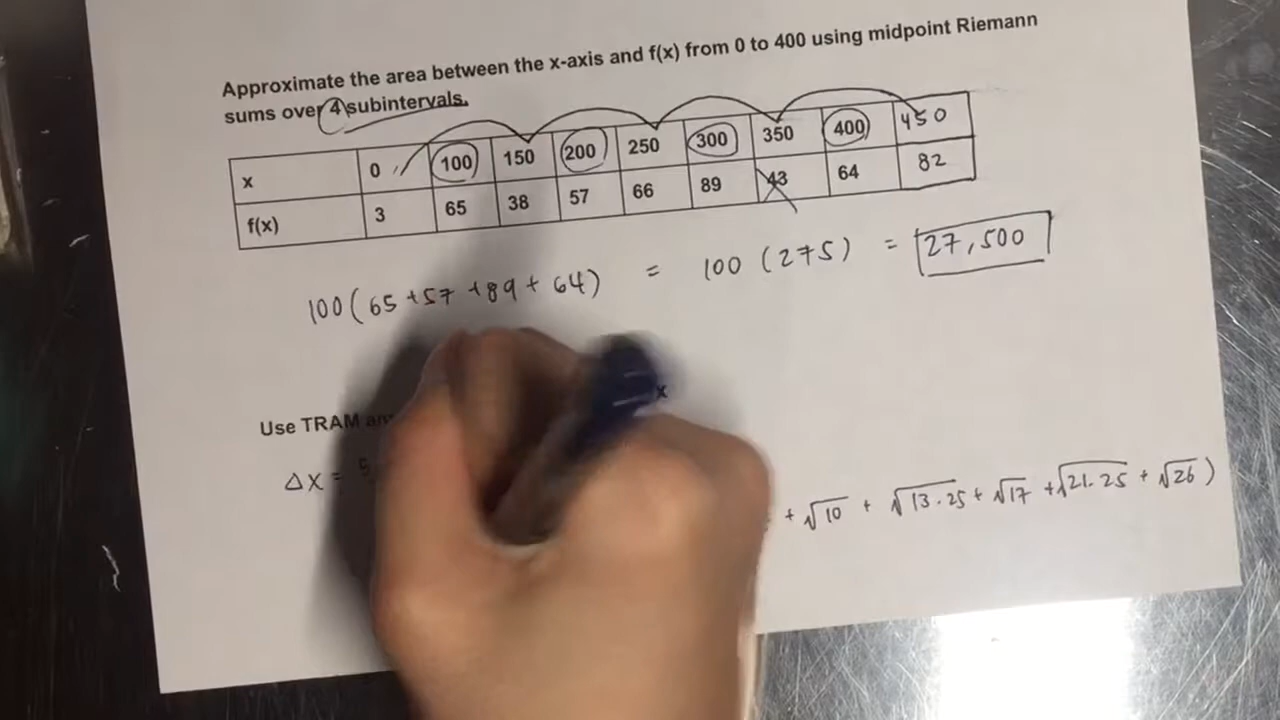 Approximate the area between the x-axis and f(x) from 0 to 400 using midpoint Riemann
sums over 4 subintervals.
x 0 100 150 200 250 300 350 400 450
f(x) 3 65 38 57 66 89 43 64 82
100(65+57+89+64) = 100(275) = 27,500
Use TRAM x
Δx = 5 + √10 + √13.25 + √17 + √21.25 + √26)